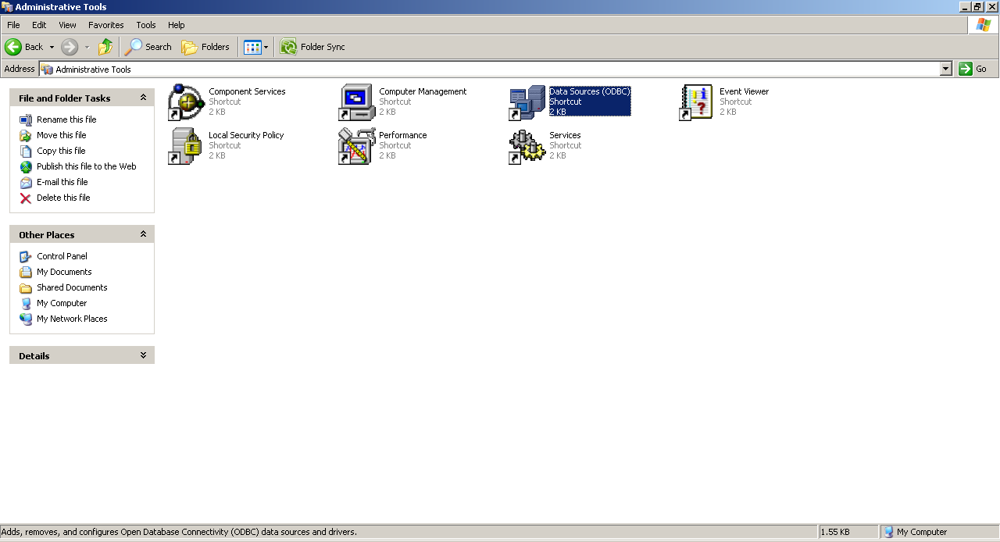 Administrative Tools
File Edit View Favorites Tools Help
Back Search Folders Folder Sync
Address Administrative Tools Go
File and Folder Tasks
Rename this file
Move this file
Copy this file
Publish this file to the Web
E-mail this file
Delete this file
Other Places
Control Panel
My Documents
Shared Documents
My Computer
My Network Places
Details
Component Services
Shortcut
2 KB
Computer Management
Shortcut
2 KB
Data Sources (ODBC)
Shortcut
2 KB
Event Viewer
Shortcut
2 KB
Local Security Policy
Shortcut
2 KB
Performance
Shortcut
2 KB
Services
Shortcut
2 KB
Adds, removes, and configures Open Database Connectivity (ODBC) data sources and drivers. 1.55 KB My Computer